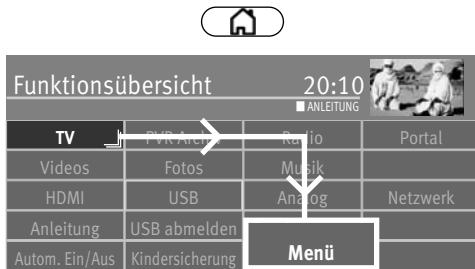 Funktionsübersicht 20:10
ANLEITUNG
TV PVR Archiv Radio Portal
Videos Fotos Musik
HDMI USB Analog Netzwerk
Anleitung USB abmelden
Autom. Ein/Aus Kindersicherung Menü